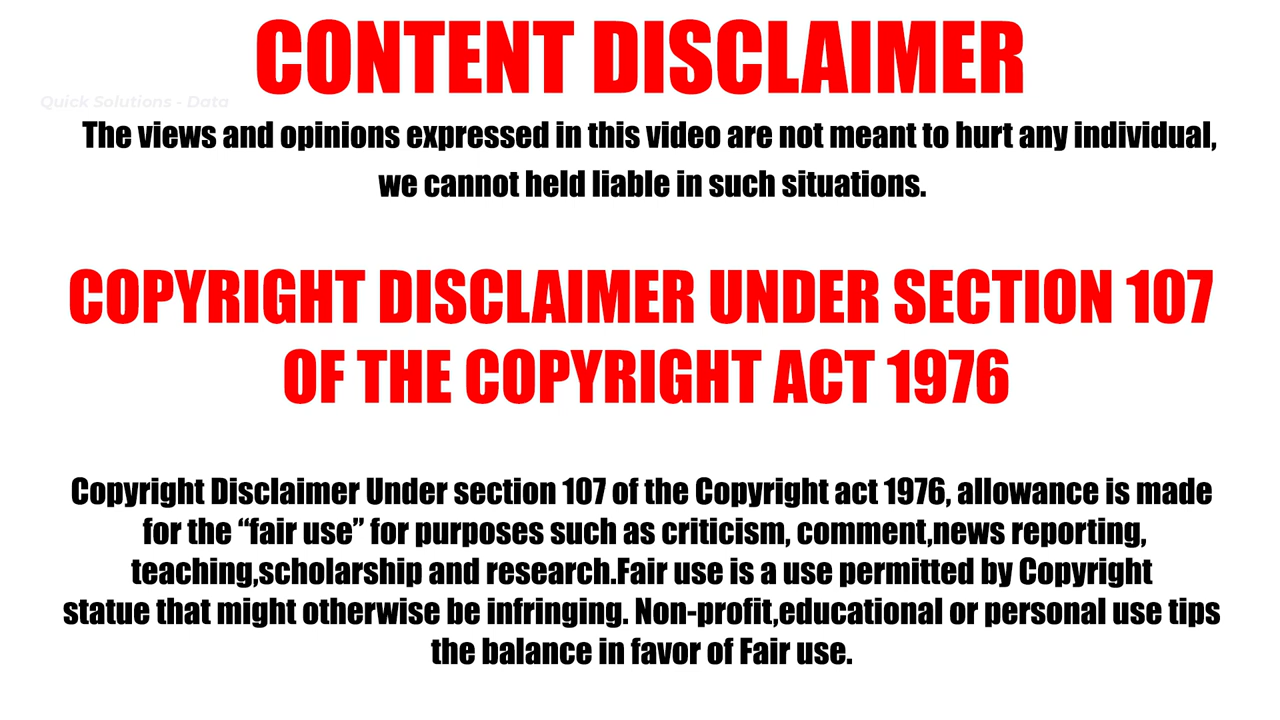 CONTENT DISCLAIMER
Quick Solutions - Data
The views and opinions expressed in this video are not meant to hurt any individual,
we cannot held liable in such situations.
COPYRIGHT DISCLAIMER UNDER SECTION 107
OF THE COPYRIGHT ACT 1976
Copyright Disclaimer Under section 107 of the Copyright act 1976, allowance is made
for the “fair use” for purposes such as criticism, comment,news reporting,
teaching,scholarship and research.Fair use is a use permitted by Copyright
statue that might otherwise be infringing. Non-profit,educational or personal use tips
the balance in favor of Fair use.